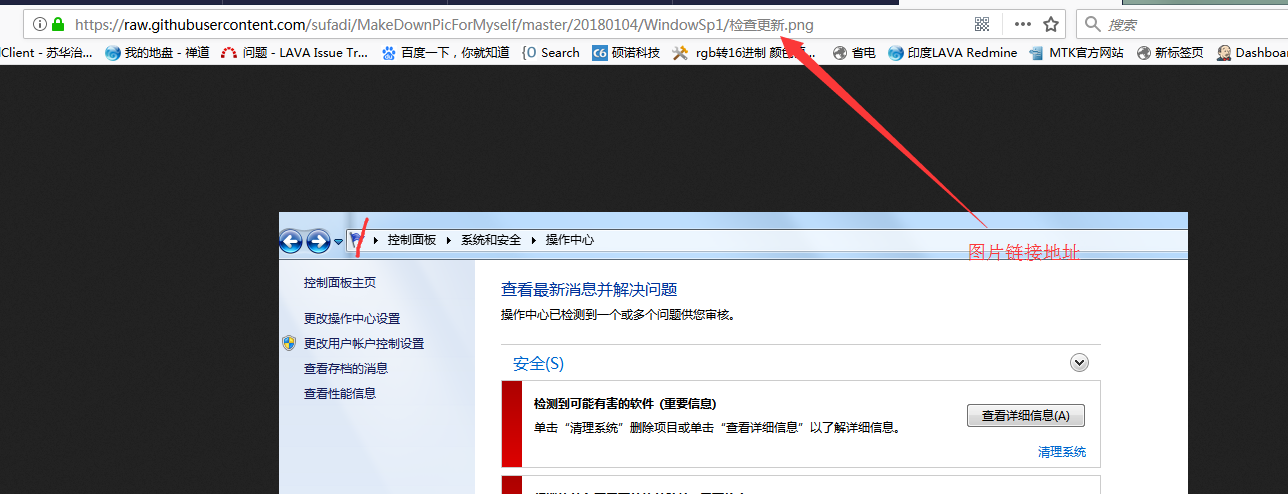 https://raw.githubusercontent.com/sufadi/MakeDownPicForMyself/master/20180104/WindowSp1/检查更新.png
搜索
Client - 苏华治... 我的地盘 - 禅道 问题 - LAVA Issue Tr... 百度一下，你就知道 {O Search C6 硕诺科技 rgb转16进制 颜色 省电 印度LAVA Redmine MTK官方网站 新标签页 Dashboa
图片链接地址
控制面板 系统和安全 操作中心
控制面板主页
更改操作中心设置
更改用户帐户控制设置
查看存档的消息
查看性能信息
查看最新消息并解决问题
操作中心已检测到一个或多个问题供您审核。
安全(S)
检测到可能有害的软件 (重要信息)
单击“清理系统”删除项目或单击“查看详细信息”以了解详细信息。
查看详细信息(A)
清理系统